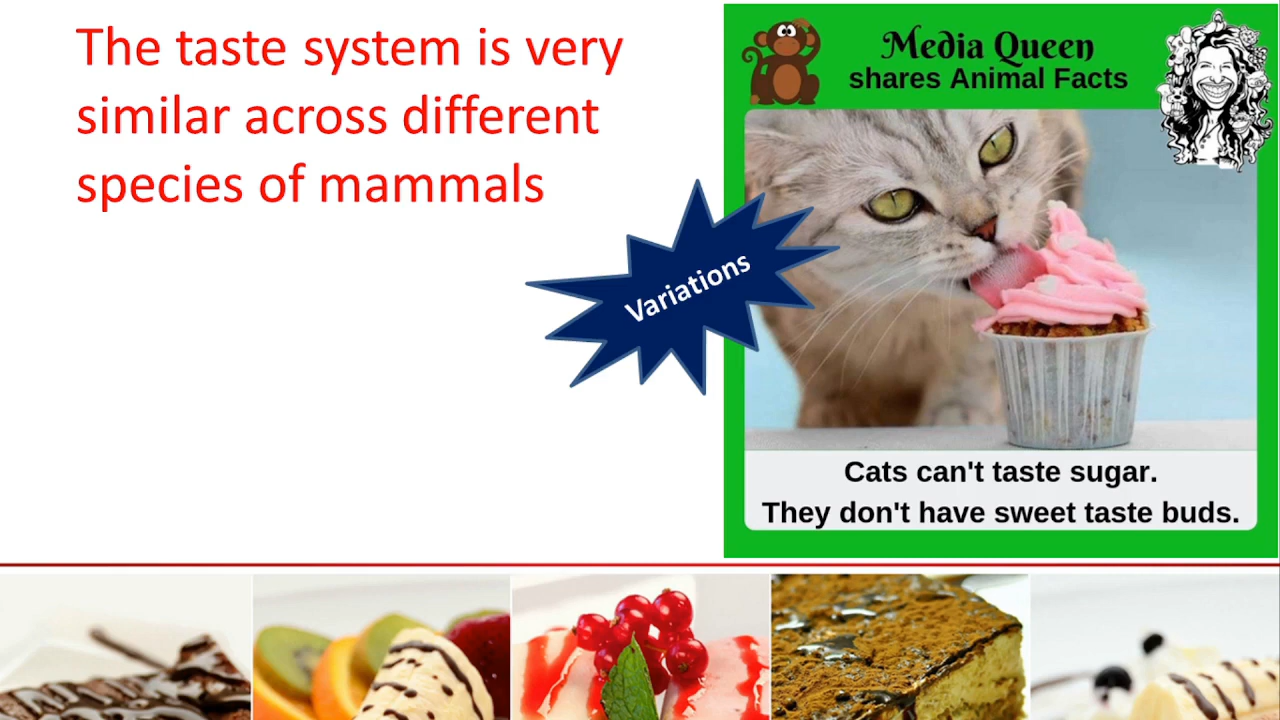 The taste system is very
similar across different
species of mammals
Variations
Media Queen
shares Animal Facts
Cats can't taste sugar.
They don't have sweet taste buds.